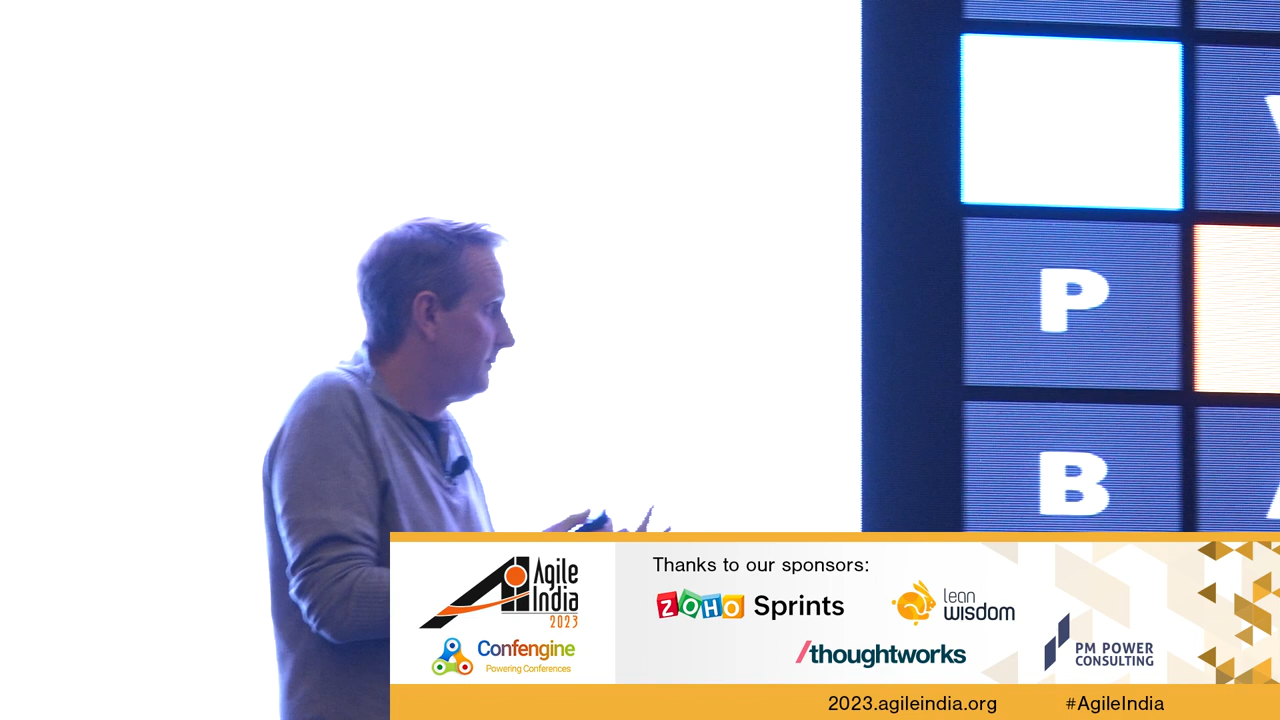 P
B
Agile
India
2023
Confengine
Powering Conferences
Thanks to our sponsors:
ZOHO Sprints
lean
wisdom
/thoughtworks
PM POWER
CONSULTING
2023.agileindia.org
#AgileIndia